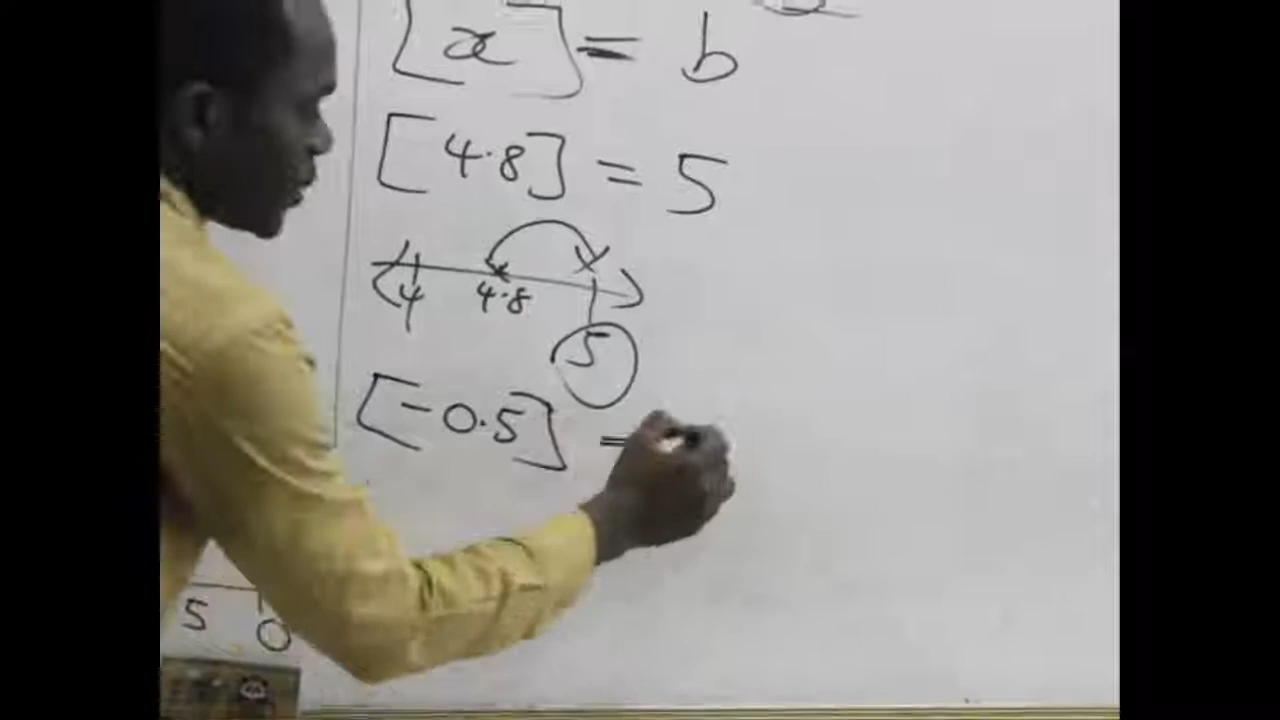 [x] = b
[4.8] = 5
4 4.8 5
[-0.5] =
5 0